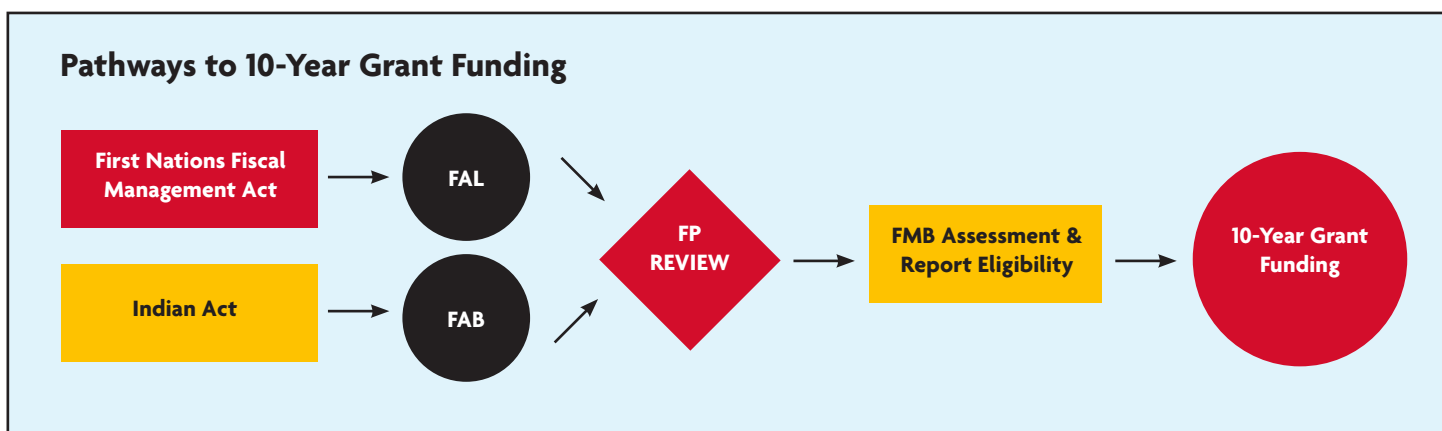 Pathways to 10-Year Grant Funding
First Nations Fiscal
Management Act
FAL
Indian Act
FAB
FP
REVIEW
FMB Assessment &
Report Eligibility
10-Year Grant
Funding